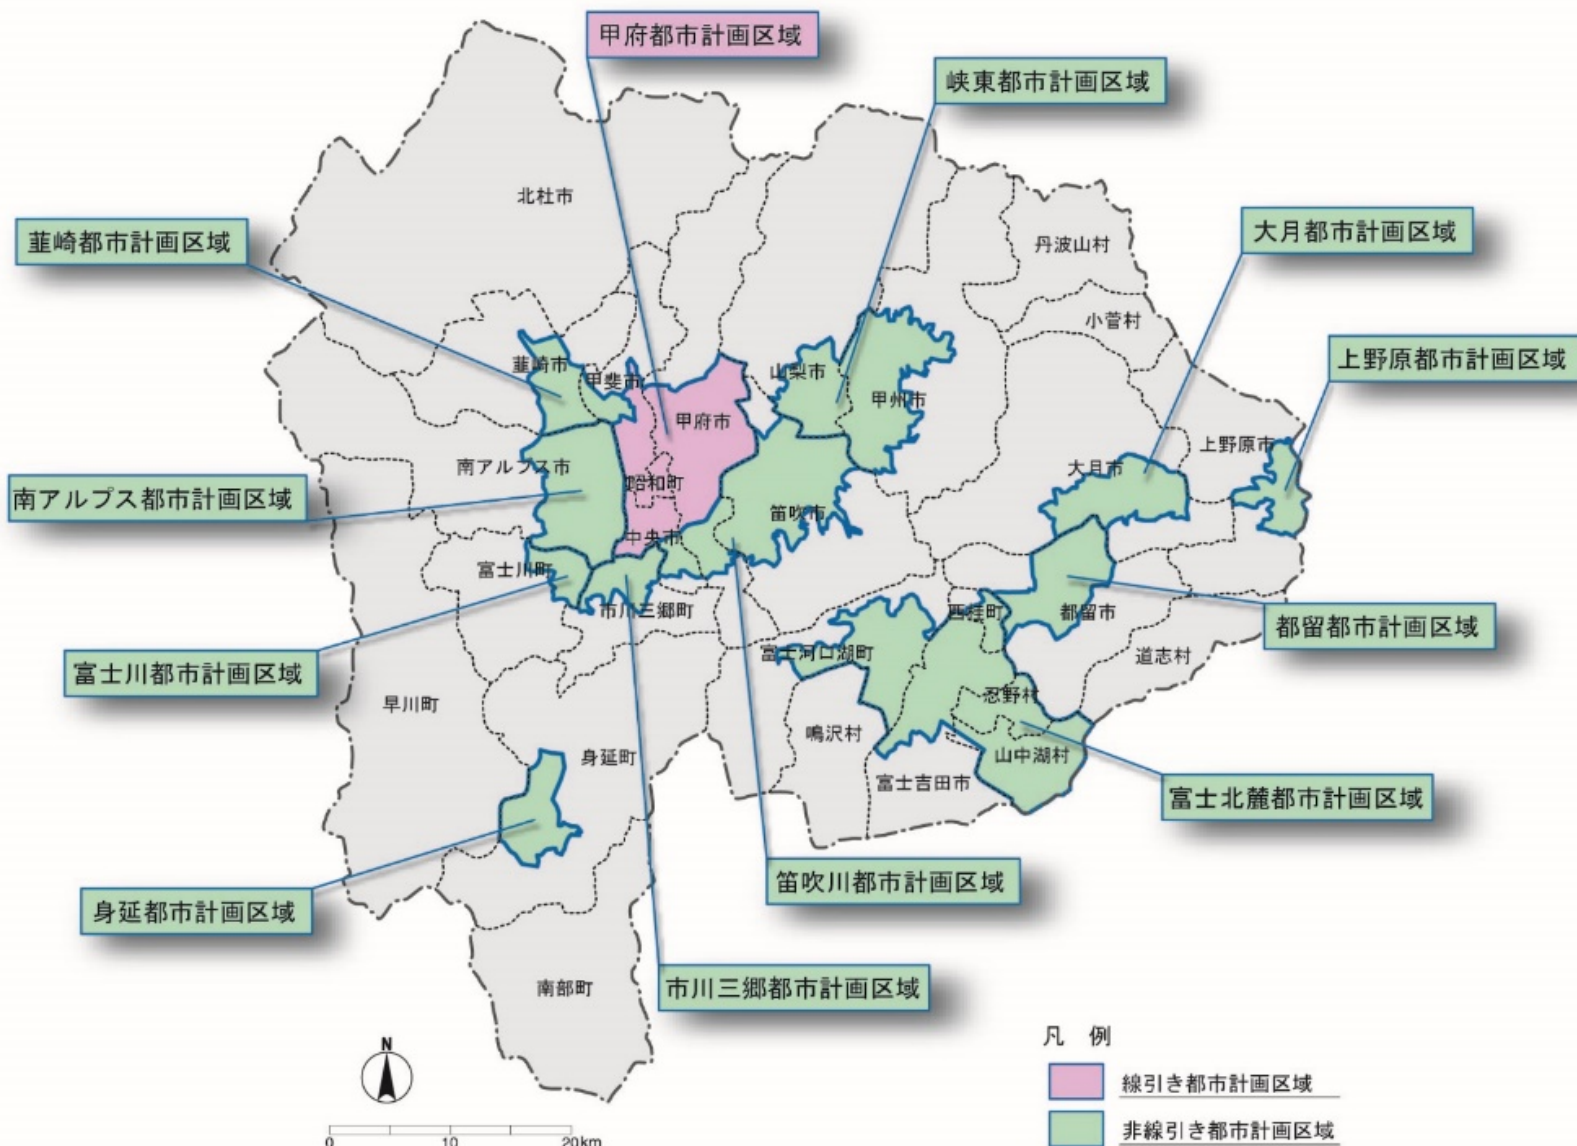 甲府都市計画区域
峡東都市計画区域
北杜市
韮崎都市計画区域
大月都市計画区域
丹波山村
小菅村
上野原都市計画区域
韮崎市
甲斐市
山梨市
甲府市
甲州市
上野原市
大月市
南アルプス市
昭和町
南アルプス都市計画区域
笛吹市
中央市
富士川町
市川三郷町
西桂町
都留市
都留都市計画区域
富士川都市計画区域
富士河口湖町
道志村
早川町
忍野村
鳴沢村
身延町
山中湖村
富士吉田市
富士北麓都市計画区域
笛吹川都市計画区域
身延都市計画区域
市川三郷都市計画区域
南部町
凡 例
N
線引き都市計画区域
非線引き都市計画区域
0 10 20km